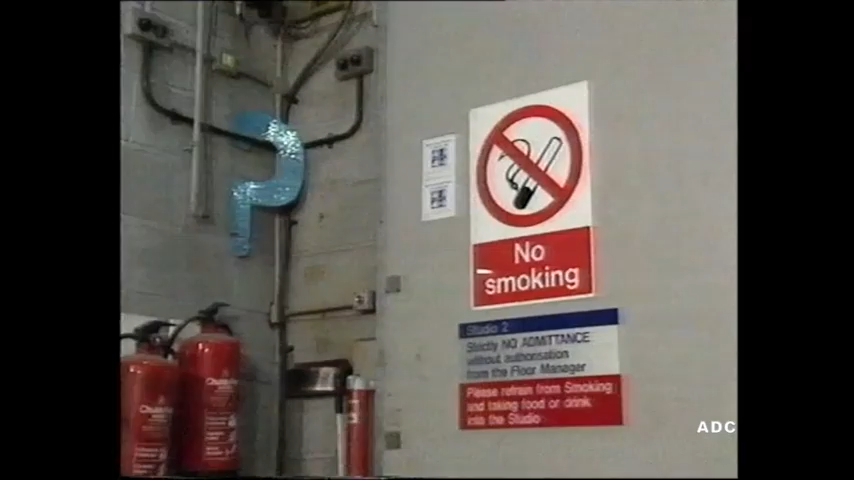 No
smoking
Studio 2
Strictly NO ADMITTANCE
without authorisation
from the Floor Manager
Please refrain from Smoking
and taking food or drink
into the Studio
Chubb
ADC